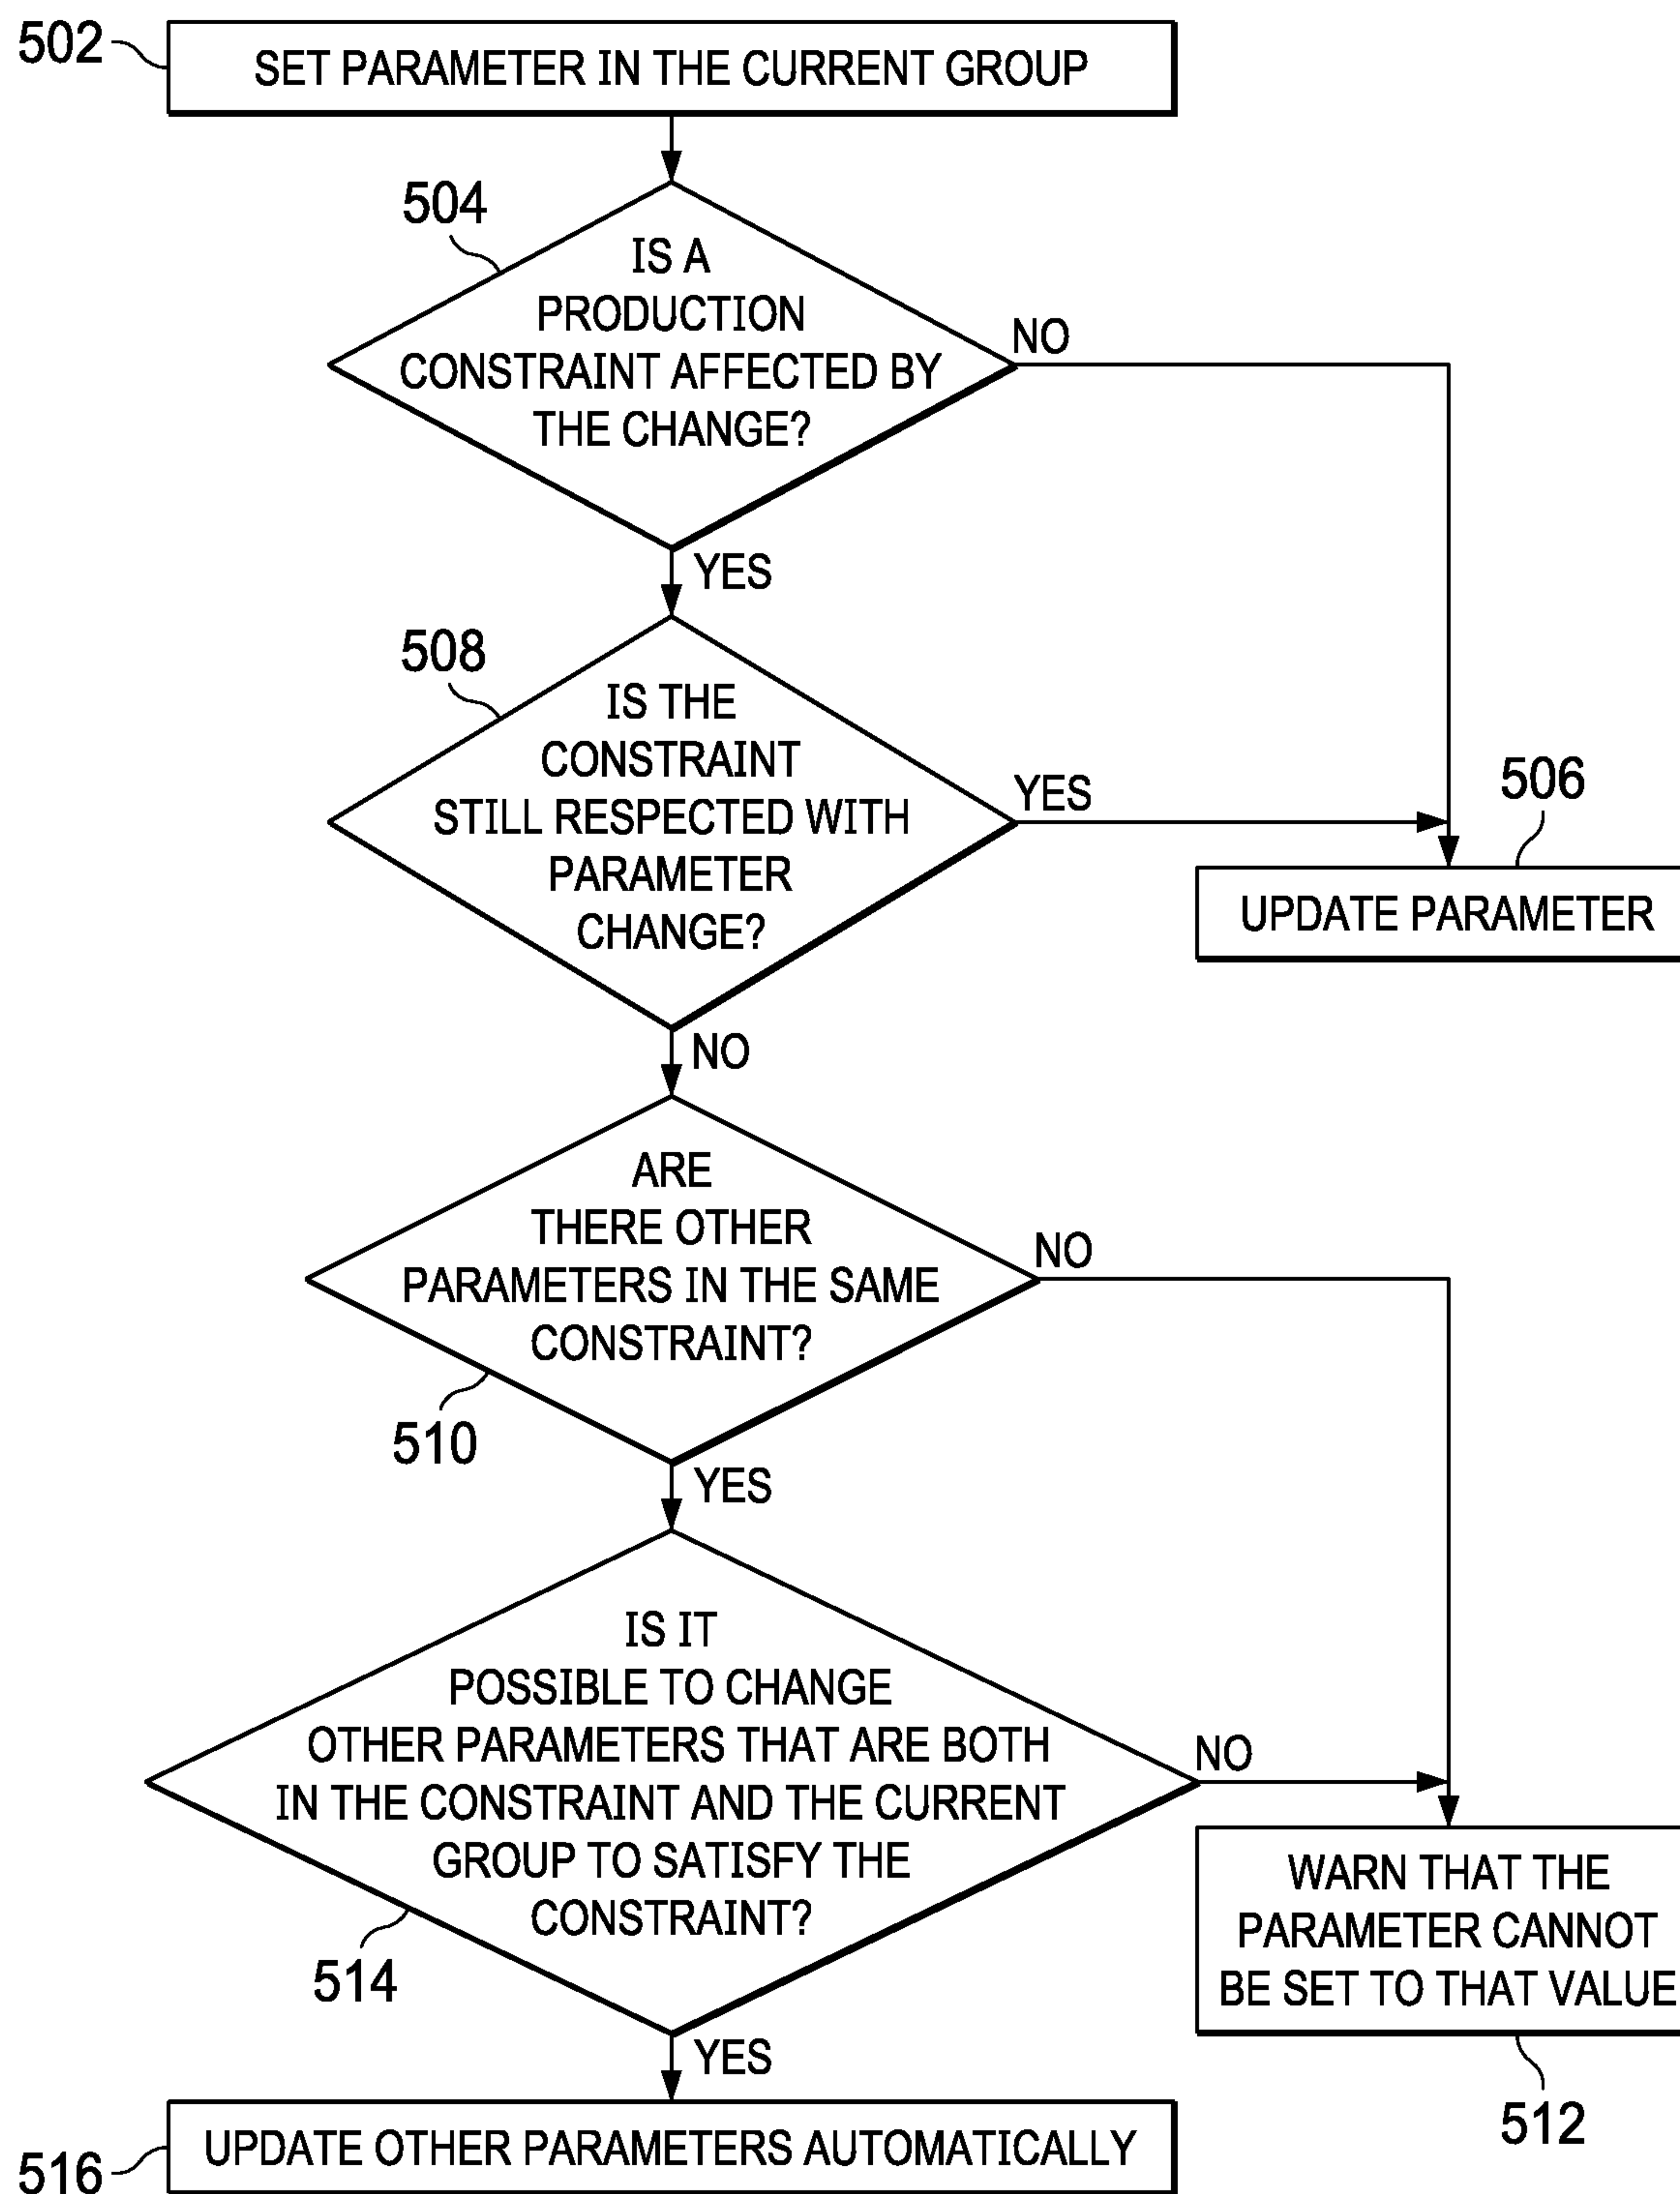 502
SET PARAMETER IN THE CURRENT GROUP
504
IS A
PRODUCTION
CONSTRAINT AFFECTED BY
THE CHANGE?
NO
YES
508
IS THE
CONSTRAINT
STILL RESPECTED WITH
PARAMETER
CHANGE?
YES
506
UPDATE PARAMETER
NO
ARE
THERE OTHER
PARAMETERS IN THE SAME
CONSTRAINT?
NO
510
YES
IS IT
POSSIBLE TO CHANGE
OTHER PARAMETERS THAT ARE BOTH
IN THE CONSTRAINT AND THE CURRENT
GROUP TO SATISFY THE
CONSTRAINT?
NO
514
WARN THAT THE
PARAMETER CANNOT
BE SET TO THAT VALUE
512
YES
516
UPDATE OTHER PARAMETERS AUTOMATICALLY